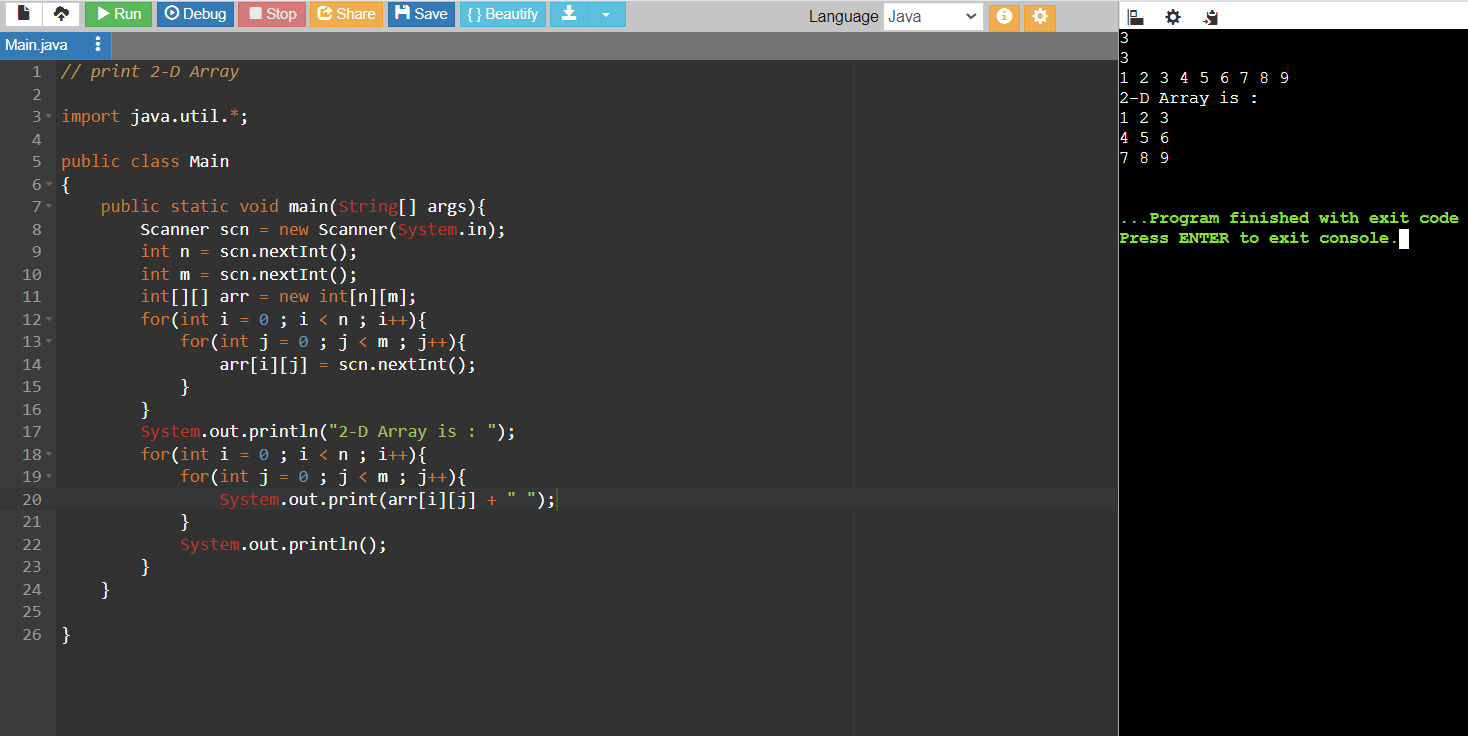 Run Debug Stop Share Save { } Beautify Language Java
Main.java
1 // print 2-D Array
2
3 import java.util.*;
4
5 public class Main
6 {
7 public static void main(String[] args){
8 Scanner scn = new Scanner(System.in);
9 int n = scn.nextInt();
10 int m = scn.nextInt();
11 int[][] arr = new int[n][m];
12 for(int i = 0 ; i < n ; i++){
13 for(int j = 0 ; j < m ; j++){
14 arr[i][j] = scn.nextInt();
15 }
16 }
17 System.out.println("2-D Array is : ");
18 for(int i = 0 ; i < n ; i++){
19 for(int j = 0 ; j < m ; j++){
20 System.out.print(arr[i][j] + " ");
21 }
22 System.out.println();
23 }
24 }
25
26 }
3
3
1 2 3 4 5 6 7 8 9
2-D Array is :
1 2 3
4 5 6
7 8 9
...Program finished with exit code
Press ENTER to exit console.